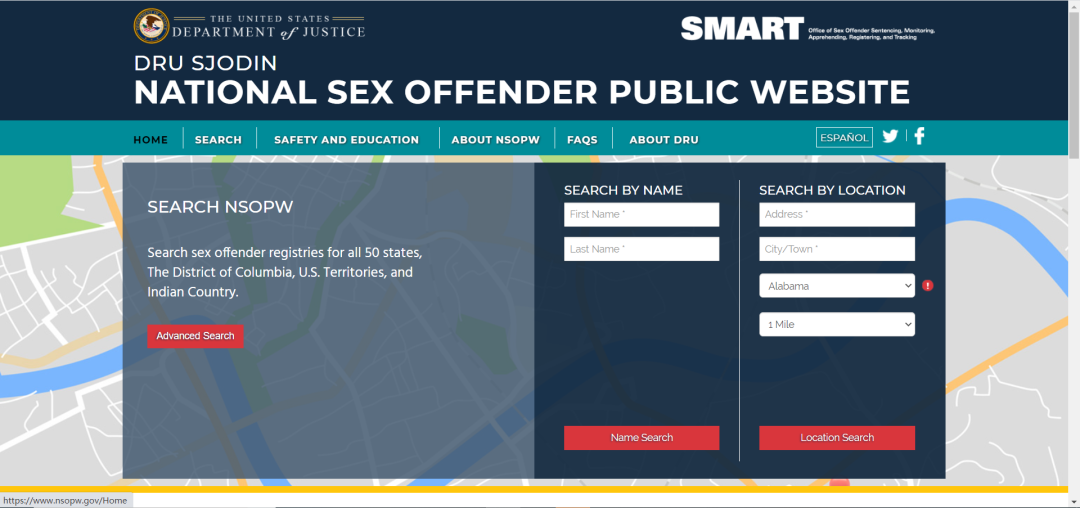 THE UNITED STATES
DEPARTMENT of JUSTICE
SMART
Office of Sex Offender Sentencing, Monitoring,
Apprehending, Registering, and Tracking
DRU SJODIN
NATIONAL SEX OFFENDER PUBLIC WEBSITE
HOME SEARCH SAFETY AND EDUCATION ABOUT NSOPW FAQS ABOUT DRU ESPAÑOL
SEARCH NSOPW
Search sex offender registries for all 50 states,
The District of Columbia, U.S. Territories, and
Indian Country.
Advanced Search
SEARCH BY NAME
First Name *
Last Name *
Name Search
SEARCH BY LOCATION
Address *
City/Town *
Alabama
1 Mile
Location Search
https://www.nsopw.gov/Home